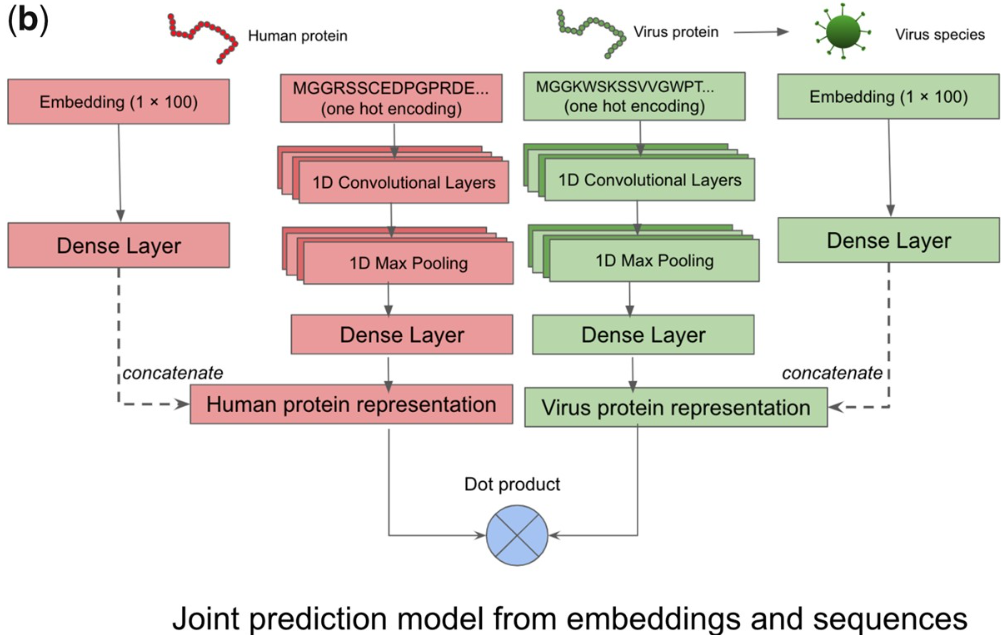 (b)
Human protein
Virus protein
Virus species
Embedding (1 × 100)
MGGRSSCEDPGPRDE...
(one hot encoding)
MGGKWSKSSVVGWPT...
(one hot encoding)
Embedding (1 × 100)
1D Convolutional Layers
1D Convolutional Layers
Dense Layer
Dense Layer
1D Max Pooling
1D Max Pooling
Dense Layer
Dense Layer
concatenate
concatenate
Human protein representation
Virus protein representation
Dot product
Joint prediction model from embeddings and sequences